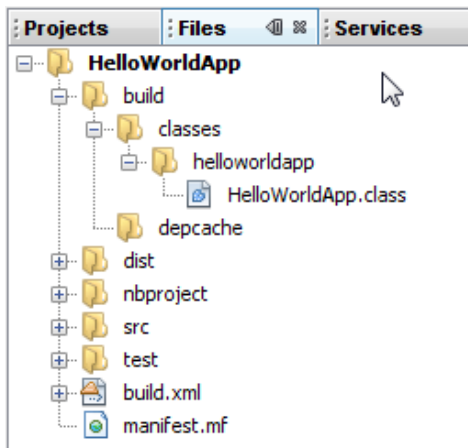 Projects Files Services
HelloWorldApp
build
classes
helloworldapp
HelloWorldApp.class
depcache
dist
nbproject
src
test
build.xml
manifest.mf